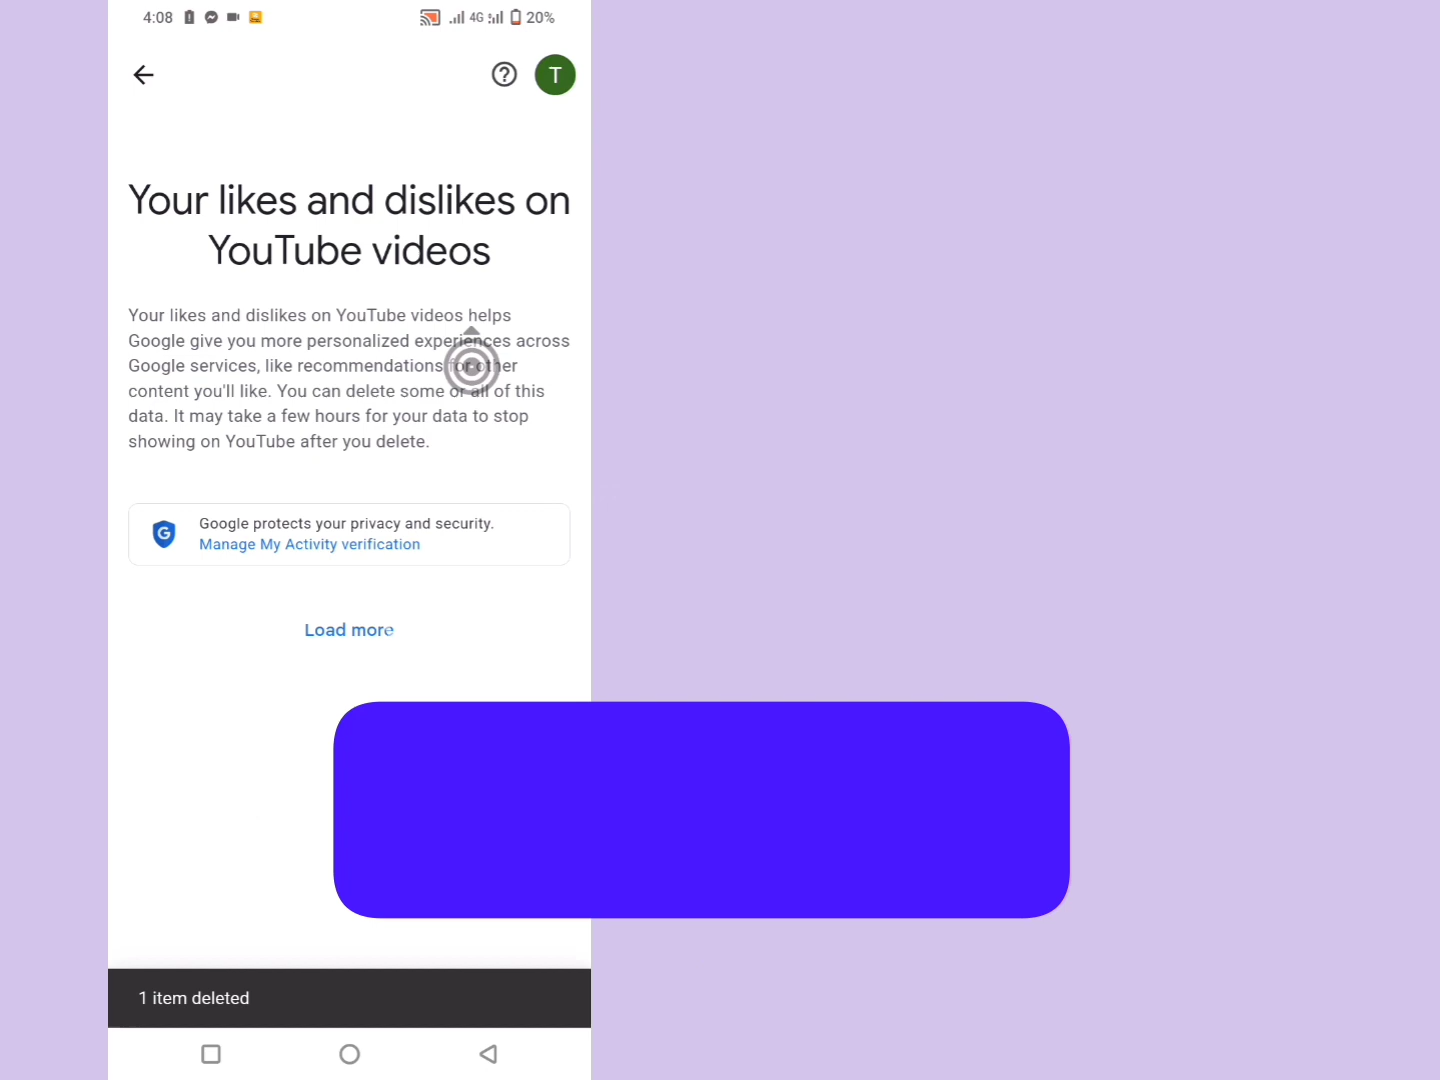 4:08
4G
20%
T
Your likes and dislikes on
YouTube videos
Your likes and dislikes on YouTube videos helps
Google give you more personalized experiences across
Google services, like recommendations for other
content you'll like. You can delete some or all of this
data. It may take a few hours for your data to stop
showing on YouTube after you delete.
G
Google protects your privacy and security.
Manage My Activity verification
Load more
1 item deleted